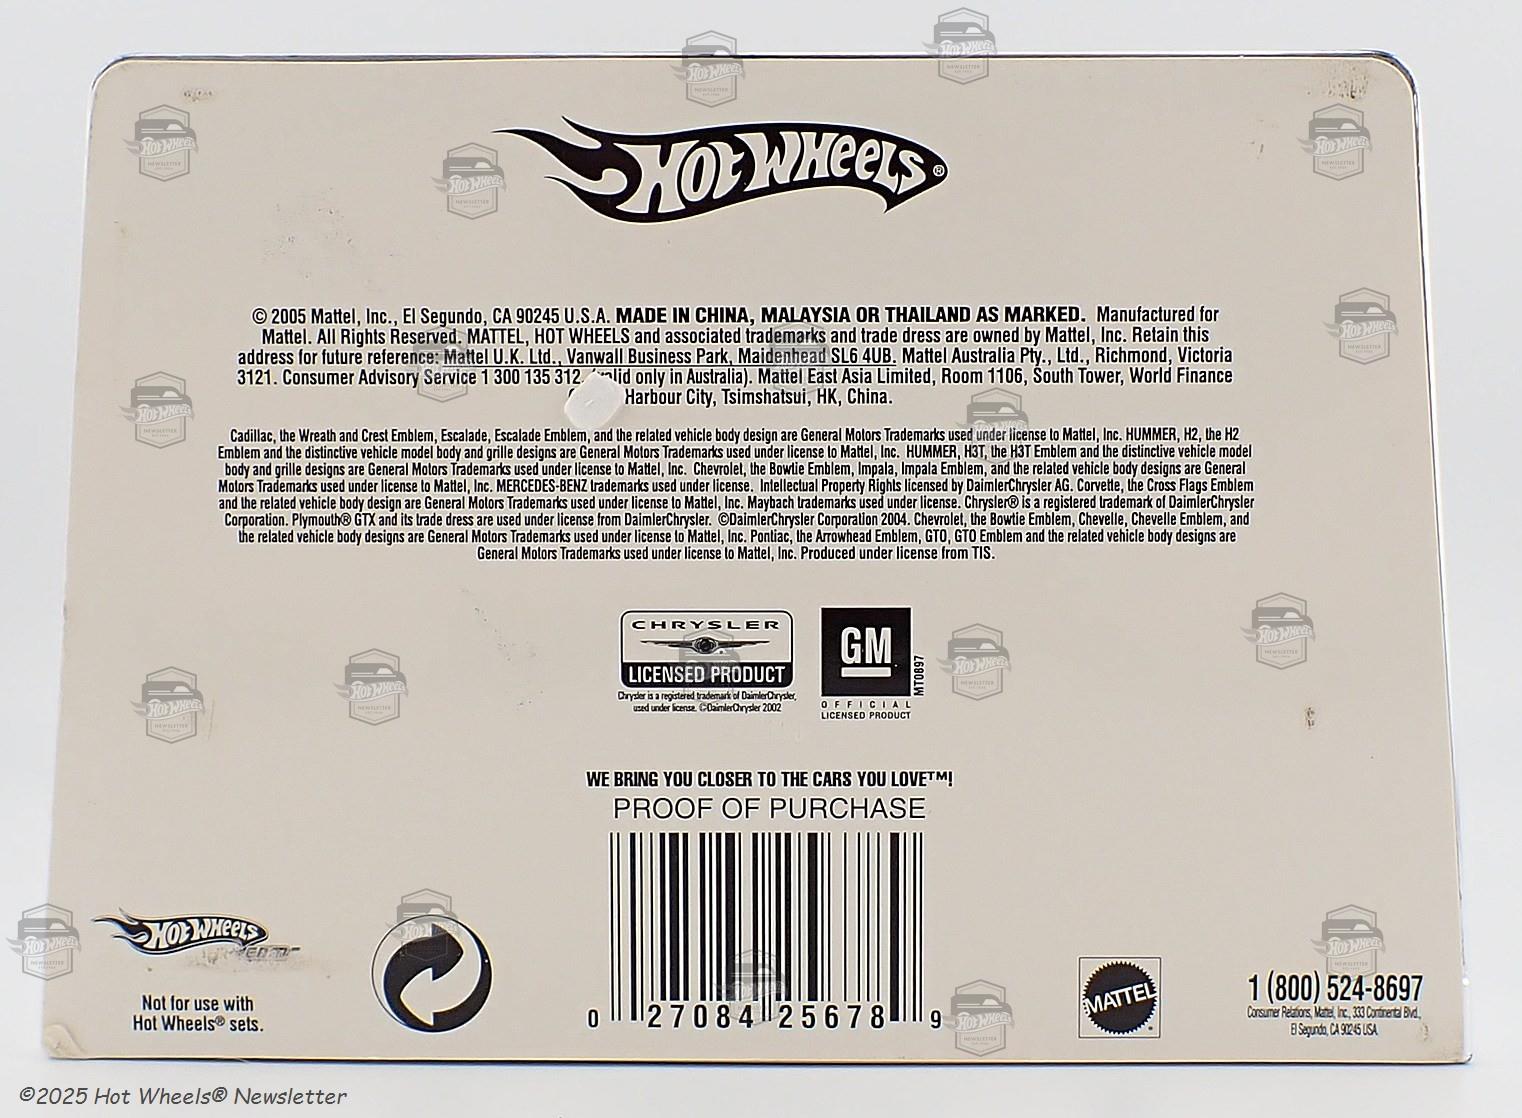 HOT WHEELS®
© 2005 Mattel, Inc., El Segundo, CA 90245 U.S.A. MADE IN CHINA, MALAYSIA OR THAILAND AS MARKED. Manufactured for
Mattel. All Rights Reserved. MATTEL, HOT WHEELS and associated trademarks and trade dress are owned by Mattel, Inc. Retain this
address for future reference: Mattel U.K. Ltd., Vanwall Business Park, Maidenhead SL6 4UB. Mattel Australia Pty., Ltd., Richmond, Victoria
3121. Consumer Advisory Service 1 300 135 312. only in Australia). Mattel East Asia Limited, Room 1106, South Tower, World Finance
Harbour City, Tsimshatsui, HK, China.
Cadillac, the Wreath and Crest Emblem, Escalade, Escalade Emblem, and the related vehicle body design are General Motors Trademarks used under license to Mattel, Inc. HUMMER, H2, the H2
Emblem and the distinctive vehicle model body and grille designs are General Motors Trademarks used under license to Mattel, Inc. HUMMER, H3T, the H3T Emblem and the distinctive vehicle model
body and grille designs are General Motors Trademarks used under license to Mattel, Inc. Chevrolet, the Bowtie Emblem, Impala, Impala Emblem, and the related vehicle body designs are General
Motors Trademarks used under license to Mattel, Inc. MERCEDES-BENZ trademarks used under license. Intellectual Property Rights licensed by DaimlerChrysler AG. Corvette, the Cross Flags Emblem
and the related vehicle body design are General Motors Trademarks used under license to Mattel, Inc. Maybach trademarks used under license. Chrysler® is a registered trademark of DaimlerChrysler
Corporation. Plymouth® GTX and its trade dress are used under license from DaimlerChrysler. ©DaimlerChrysler Corporation 2004. Chevrolet, the Bowtie Emblem, Chevelle, Chevelle Emblem, and
the related vehicle body designs are General Motors Trademarks used under license to Mattel, Inc. Pontiac, the Arrowhead Emblem, GTO, GTO Emblem and the related vehicle body designs are
General Motors Trademarks used under license to Mattel, Inc. Produced under license from TIS.
CHRYSLER
LICENSED PRODUCT
Chrysler is a registered trademark of DaimlerChrysler,
used under license. ©DaimlerChrysler 2002
GM
MT0897
OFFICIAL
LICENSED PRODUCT
WE BRING YOU CLOSER TO THE CARS YOU LOVE™!
PROOF OF PURCHASE
0 27084 25678 9
HOT WHEELS
Not for use with
Hot Wheels® sets.
MATTEL
1 (800) 524-8697
Consumer Relations, Mattel, Inc., 333 Continental Blvd.,
El Segundo, CA 90245 USA.
©2025 Hot Wheels® Newsletter